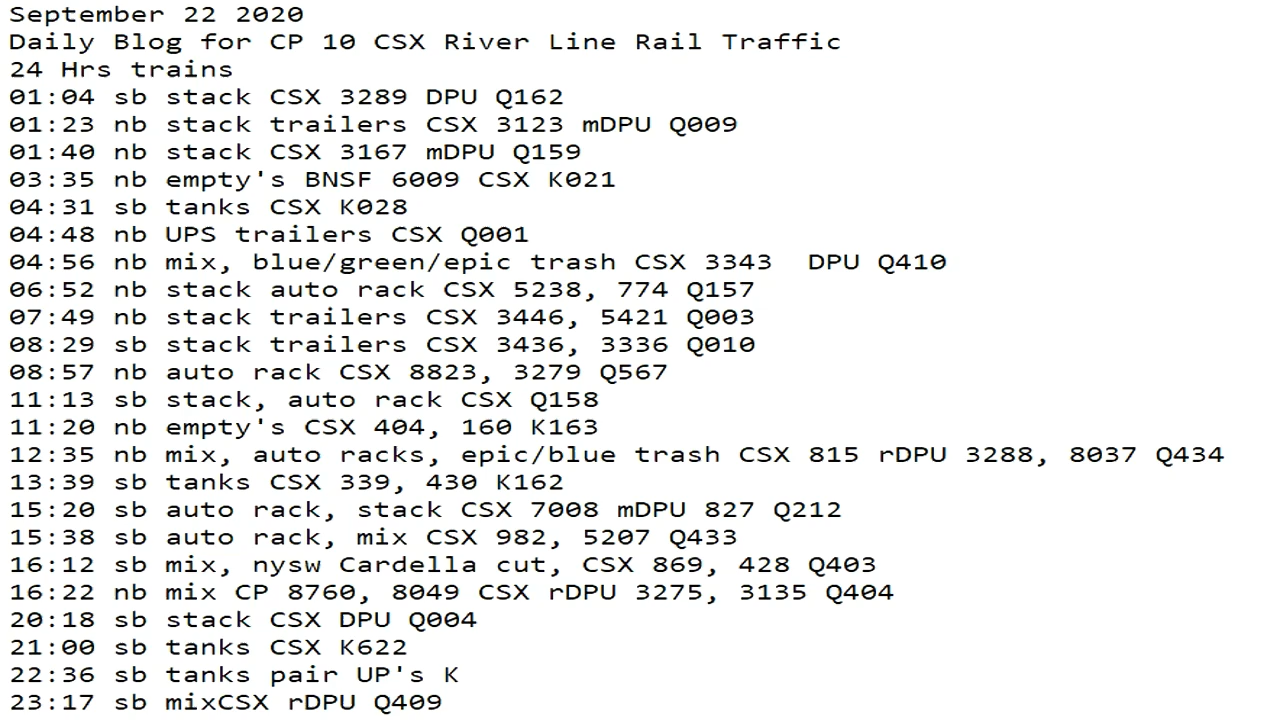 September 22 2020
Daily Blog for CP 10 CSX River Line Rail Traffic
24 Hrs trains
01:04 sb stack CSX 3289 DPU Q162
01:23 nb stack trailers CSX 3123 mDPU Q009
01:40 nb stack CSX 3167 mDPU Q159
03:35 nb empty's BNSF 6009 CSX K021
04:31 sb tanks CSX K028
04:48 nb UPS trailers CSX Q001
04:56 nb mix, blue/green/epic trash CSX 3343  DPU Q410
06:52 nb stack auto rack CSX 5238, 774 Q157
07:49 nb stack trailers CSX 3446, 5421 Q003
08:29 sb stack trailers CSX 3436, 3336 Q010
08:57 nb auto rack CSX 8823, 3279 Q567
11:13 sb stack, auto rack CSX Q158
11:20 nb empty's CSX 404, 160 K163
12:35 nb mix, auto racks, epic/blue trash CSX 815 rDPU 3288, 8037 Q434
13:39 sb tanks CSX 339, 430 K162
15:20 sb auto rack, stack CSX 7008 mDPU 827 Q212
15:38 sb auto rack, mix CSX 982, 5207 Q433
16:12 sb mix, nysw Cardella cut, CSX 869, 428 Q403
16:22 nb mix CP 8760, 8049 CSX rDPU 3275, 3135 Q404
20:18 sb stack CSX DPU Q004
21:00 sb tanks CSX K622
22:36 sb tanks pair UP's K
23:17 sb mixCSX rDPU Q409